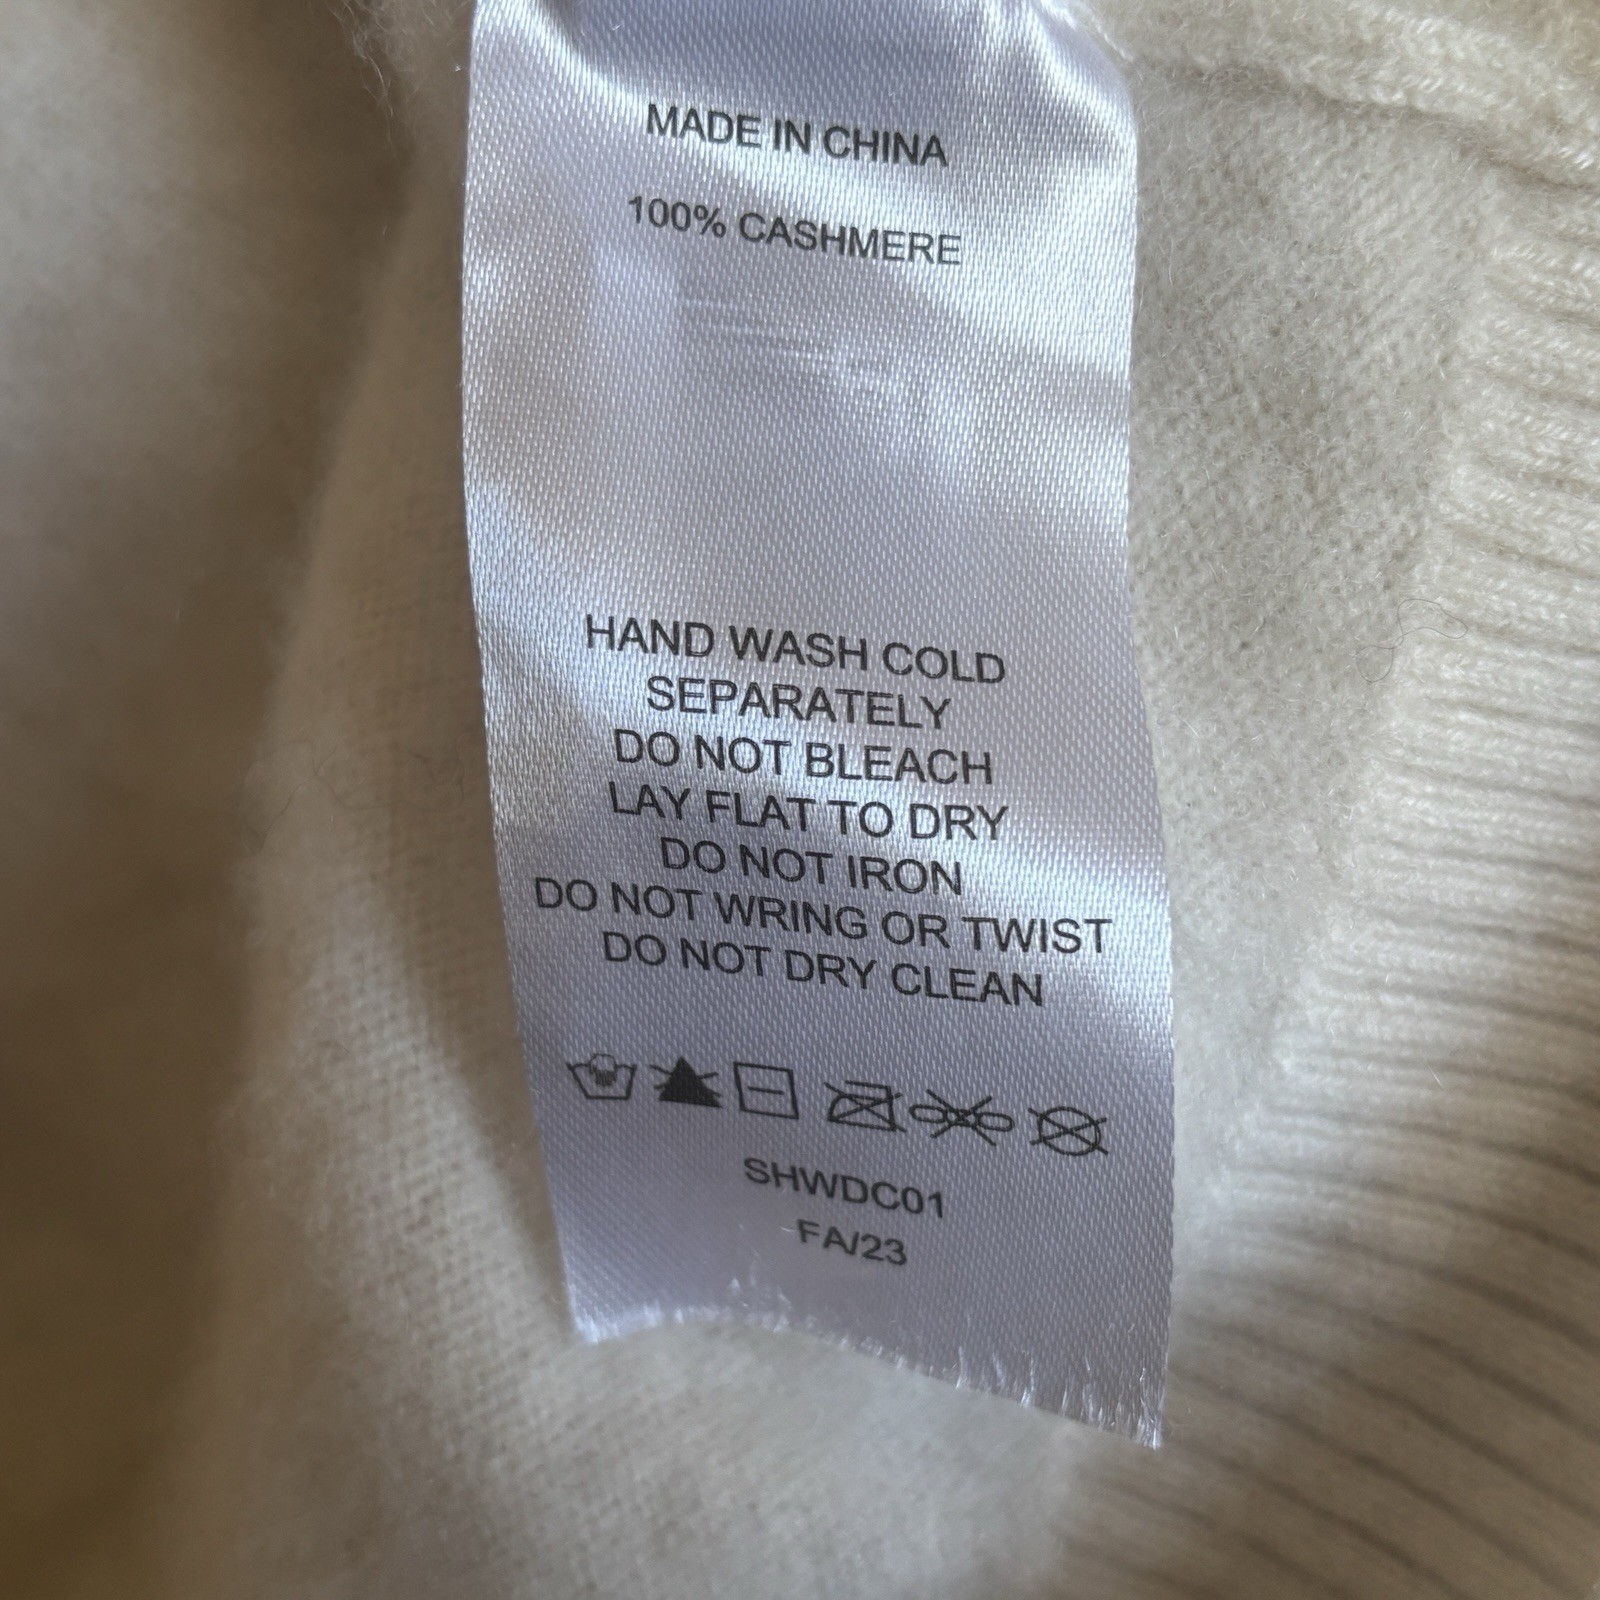 MADE IN CHINA
100% CASHMERE
HAND WASH COLD
SEPARATELY
DO NOT BLEACH
LAY FLAT TO DRY
DO NOT IRON
DO NOT WRING OR TWIST
DO NOT DRY CLEAN
SHWDC01
FA/23